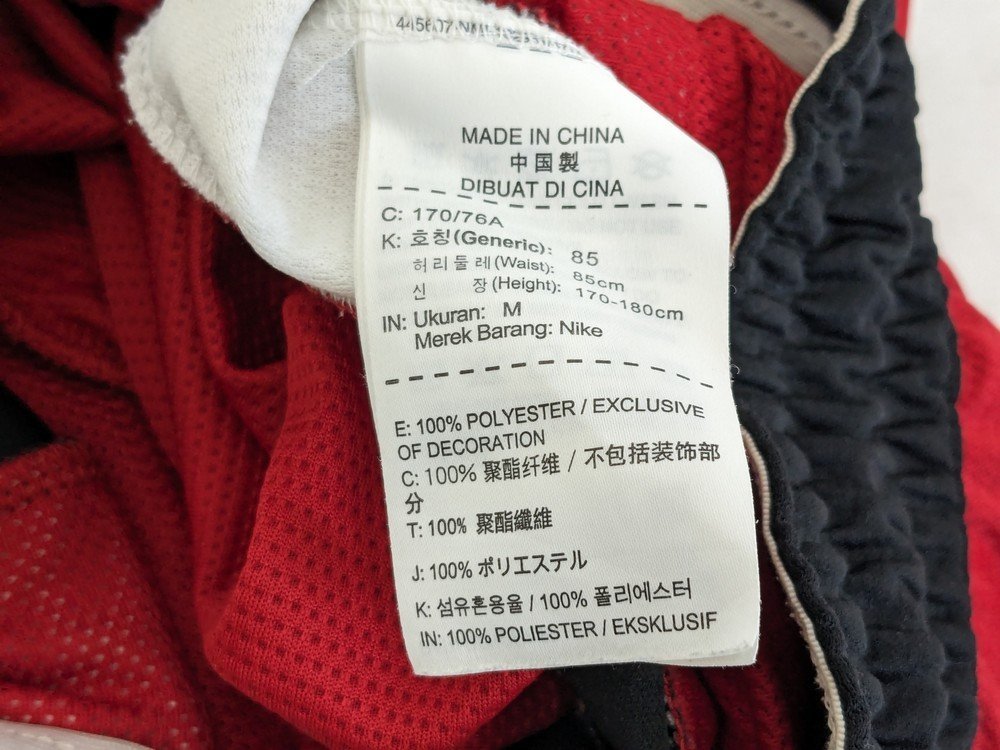 MADE IN CHINA
中国製
DIBUAT DI CINA
C: 170/76A
K: 호칭(Generic): 85
허리둘레(Waist): 85cm
신 장(Height): 170-180cm
IN: Ukuran: M
Merek Barang: Nike
E: 100% POLYESTER / EXCLUSIVE
OF DECORATION
C: 100% 聚酯纤维 / 不包括装饰部
分
T: 100% 聚酯纖維
J: 100% ポリエステル
K: 섬유혼용율 / 100% 폴리에스터
IN: 100% POLIESTER / EKSKLUSIF